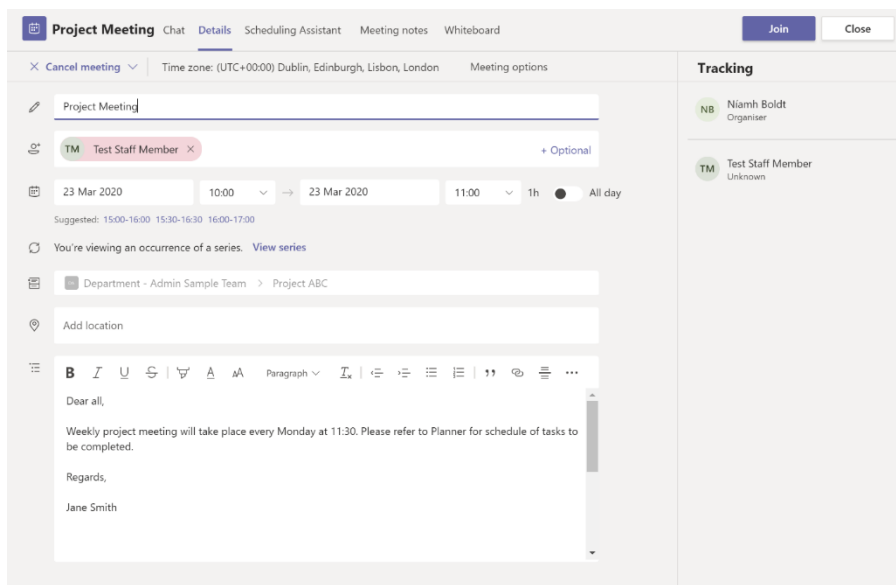 Project Meeting Chat Details Scheduling Assistant Meeting notes Whiteboard Join Close
Cancel meeting Time zone: (UTC+00:00) Dublin, Edinburgh, Lisbon, London Meeting options
Tracking
Project Meeting
NB Níamh Boldt
Organiser
TM Test Staff Member × + Optional
TM Test Staff Member
Unknown
23 Mar 2020 10:00 → 23 Mar 2020 11:00 1h All day
Suggested: 15:00-16:00 15:30-16:30 16:00-17:00
You're viewing an occurrence of a series. View series
Department - Admin Sample Team > Project ABC
Add location
B I U S A AA Paragraph Tx
Dear all,
Weekly project meeting will take place every Monday at 11:30. Please refer to Planner for schedule of tasks to
be completed.
Regards,
Jane Smith